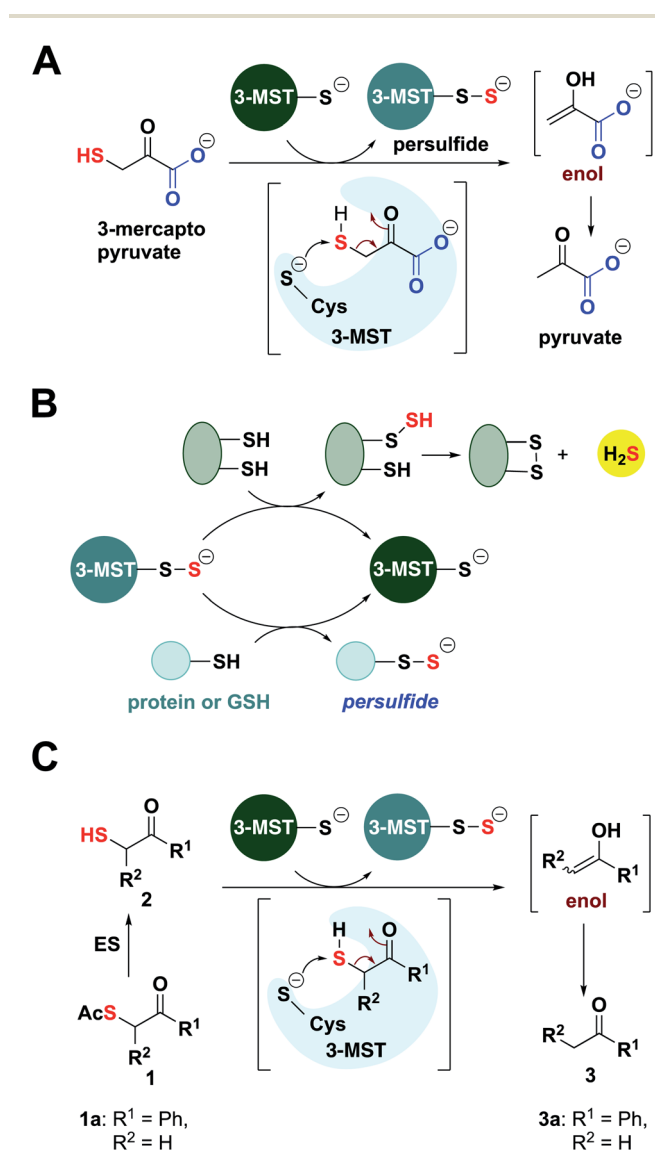 A
3-MST S⊖ 3-MST S S⊖
persulfide
HS O O⊖ O
3-mercapto
pyruvate
H S O O⊖ O
S⊖ Cys
3-MST
OH O⊖ O
enol
O O⊖ O
pyruvate
B
SH SH
S SH SH
S S + H2S
3-MST S S⊖
3-MST S⊖
SH
S S⊖
protein or GSH
persulfide
C
3-MST S⊖ 3-MST S S⊖
HS O R1 R2
2
ES
AcS O R1 R2
1
1a: R1 = Ph,
R2 = H
H S O R1 R2
S⊖ Cys
3-MST
OH R2 R1
enol
O R2 R1
3
3a: R1 = Ph,
R2 = H